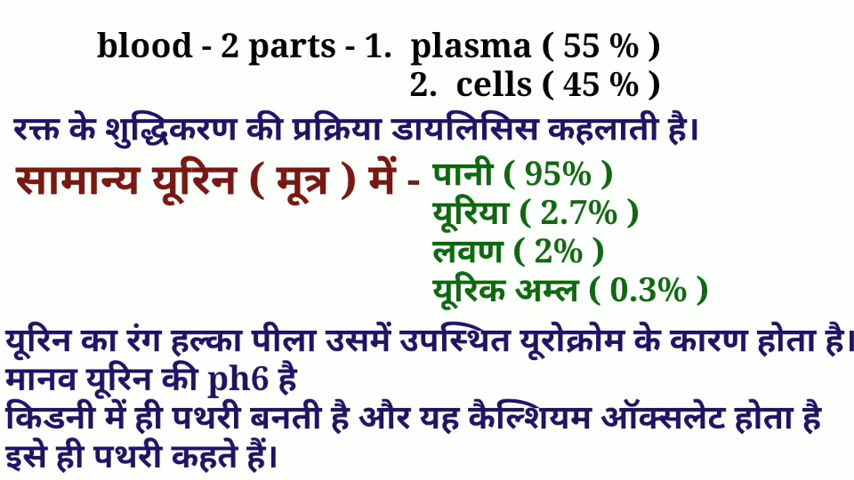 blood - 2 parts - 1. plasma ( 55 % )
2. cells ( 45 % )
रक्त के शुद्धिकरण की प्रक्रिया डायलिसिस कहलाती है।
सामान्य यूरिन ( मूत्र ) में - पानी ( 95% )
यूरिया ( 2.7% )
लवण ( 2% )
यूरिक अम्ल ( 0.3% )
यूरिन का रंग हल्का पीला उसमें उपस्थित यूरोक्रोम के कारण होता है।
मानव यूरिन की ph6 है
किडनी में ही पथरी बनती है और यह कैल्शियम ऑक्सलेट होता है
इसे ही पथरी कहते हैं।